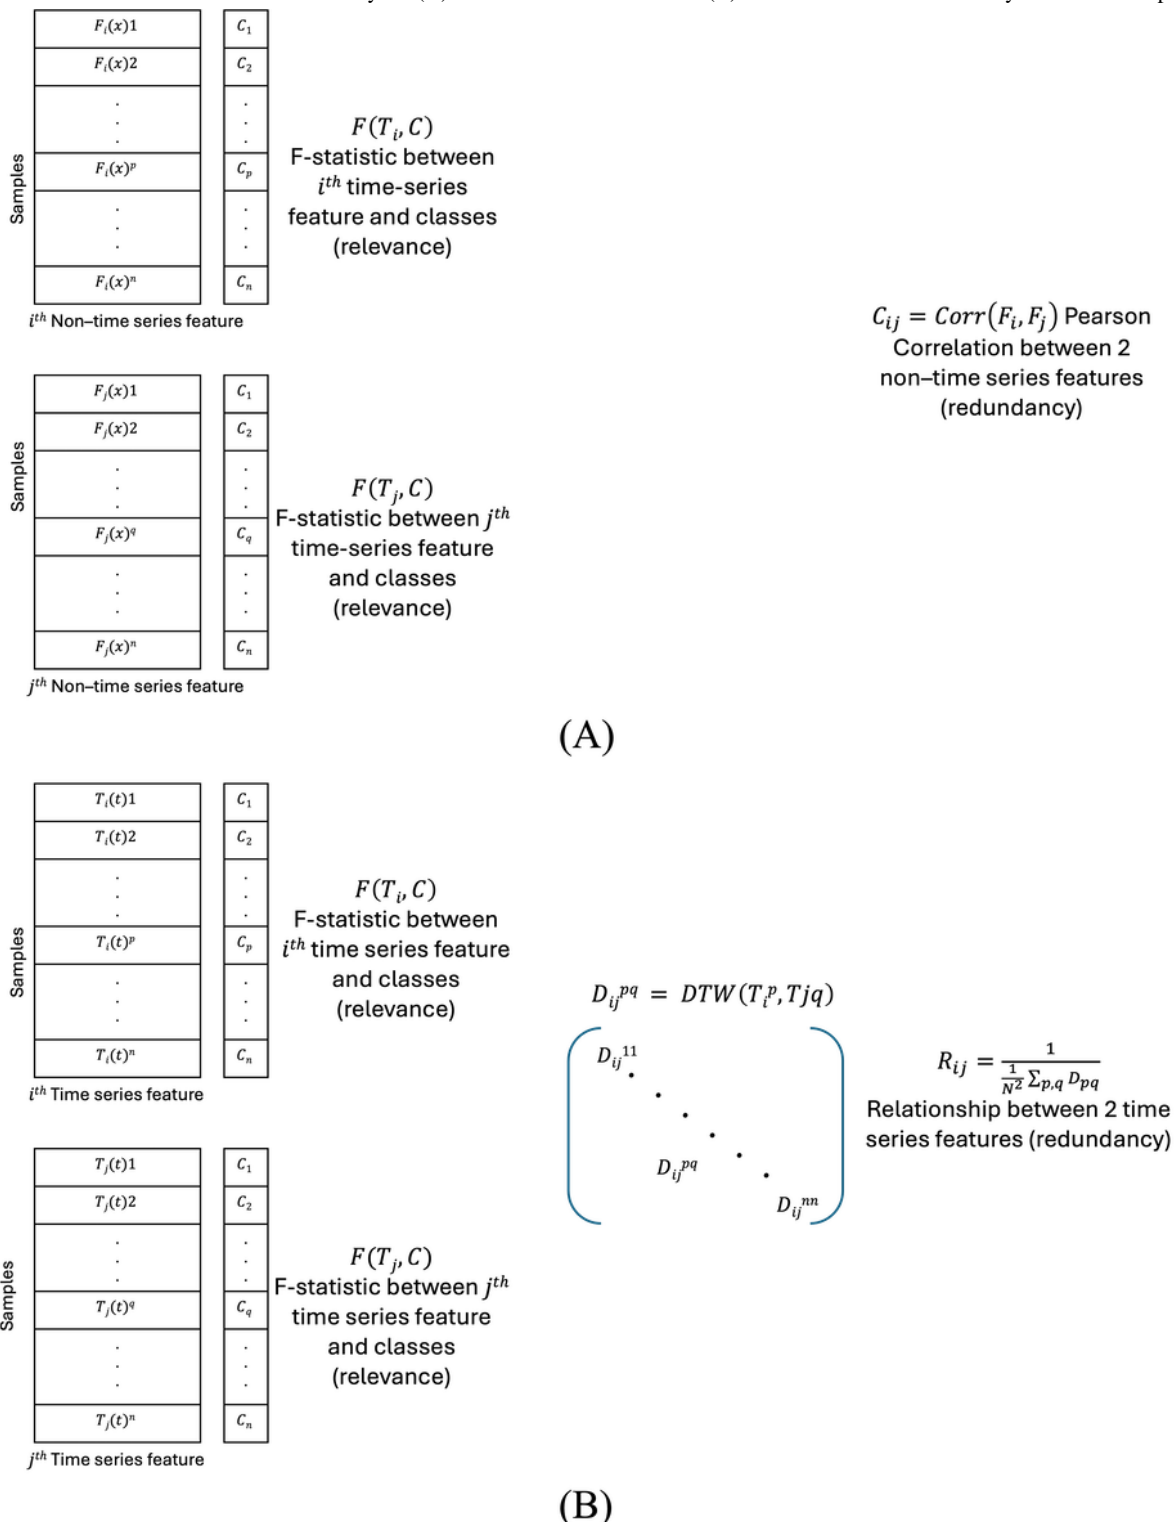 F_i(x)1 C_1
F_i(x)2 C_2
F_i(x)^p C_p
F_i(x)^n C_n
Samples
i^th Non–time series feature
F(T_i, C)
F-statistic between
i^th time-series
feature and classes
(relevance)
F_j(x)1 C_1
F_j(x)2 C_2
F_j(x)^q C_q
F_j(x)^n C_n
Samples
j^th Non–time series feature
F(T_j, C)
F-statistic between j^th
time-series feature
and classes
(relevance)
C_ij = Corr(F_i, F_j) Pearson
Correlation between 2
non–time series features
(redundancy)
(A)
T_i(t)1 C_1
T_i(t)2 C_2
T_i(t)^p C_p
T_i(t)^n C_n
Samples
i^th Time series feature
F(T_i, C)
F-statistic between
i^th time series feature
and classes
(relevance)
T_j(t)1 C_1
T_j(t)2 C_2
T_j(t)^q C_q
T_j(t)^n C_n
Samples
j^th Time series feature
F(T_j, C)
F-statistic between j^th
time series feature
and classes
(relevance)
D_ij^pq = DTW(T_i^p, Tjq)
D_ij^11
D_ij^pq
D_ij^nn
R_ij = 1 / (1/N^2 ∑_p,q D_pq)
Relationship between 2 time
series features (redundancy)
(B)